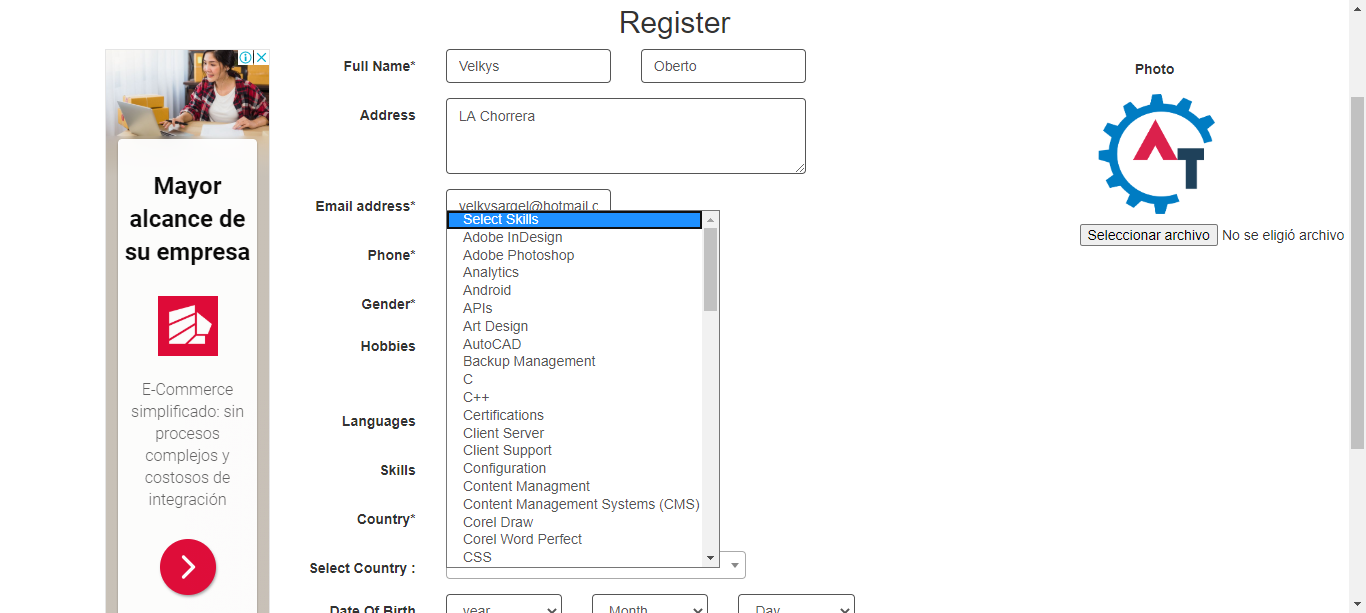 Register
Full Name*
Velkys
Oberto
Address
LA Chorrera
Email address*
velkysargel@hotmail.c
Phone*
Gender*
Hobbies
Languages
Skills
Country*
Select Country :
Date Of Birth
year
Month
Day
Select Skills
Adobe InDesign
Adobe Photoshop
Analytics
Android
APIs
Art Design
AutoCAD
Backup Management
C
C++
Certifications
Client Server
Client Support
Configuration
Content Managment
Content Management Systems (CMS)
Corel Draw
Corel Word Perfect
CSS
Photo
AT
Seleccionar archivo No se eligió archivo
Mayor
alcance de
su empresa
E-Commerce
simplificado: sin
procesos
complejos y
costosos de
integración